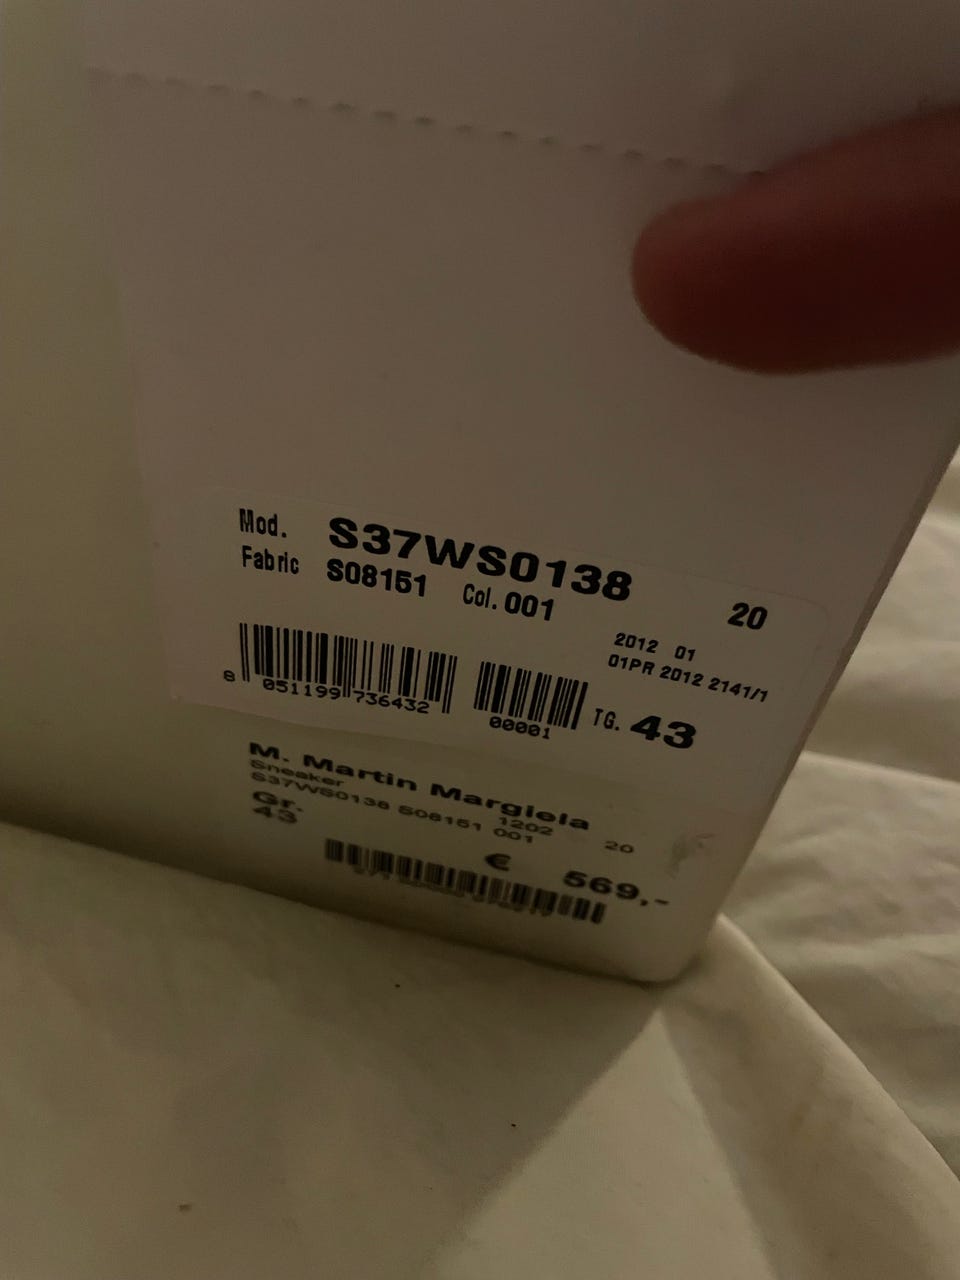 Mod. S37WS0138
Fabric S08151 Col. 001 20
2012 01
01PR 2012 2141/1
8 051199 736432 00001 TG. 43
M. Martin Margiela
Sneaker 1202
S37WS0138 S08151 001 20
Gr.
43
€ 569,-